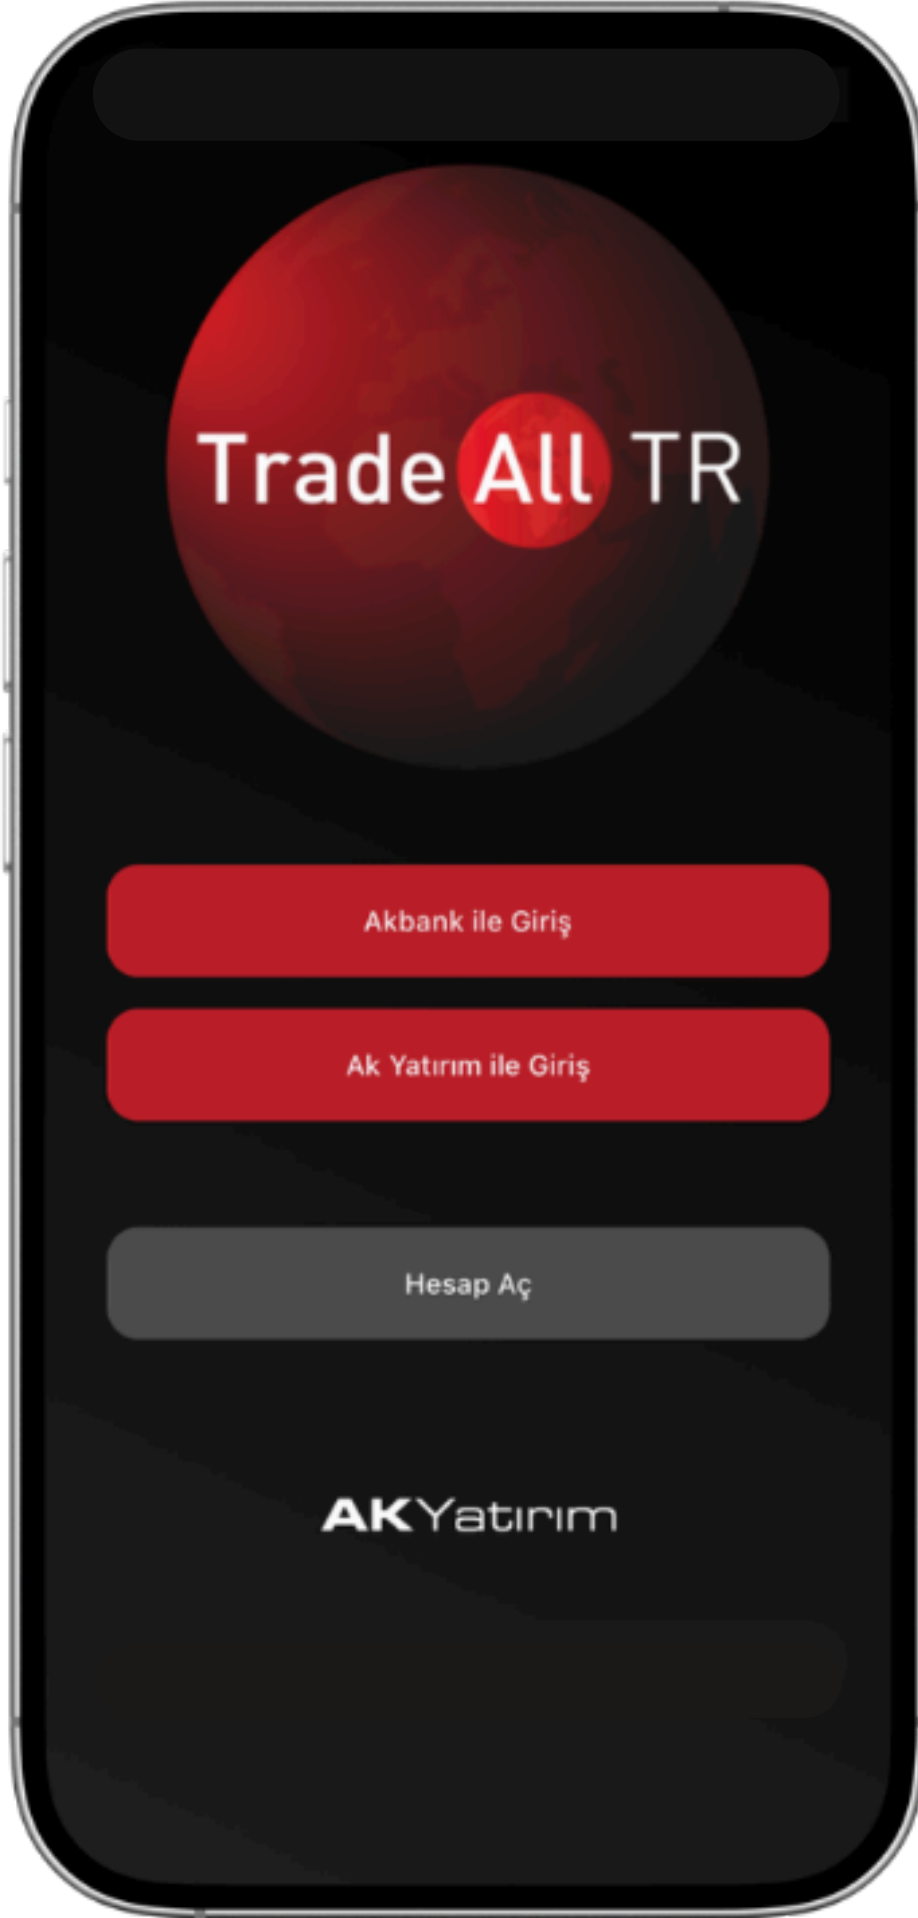 Trade All TR
Akbank ile Giriş
Ak Yatırım ile Giriş
Hesap Aç
AKYatırım